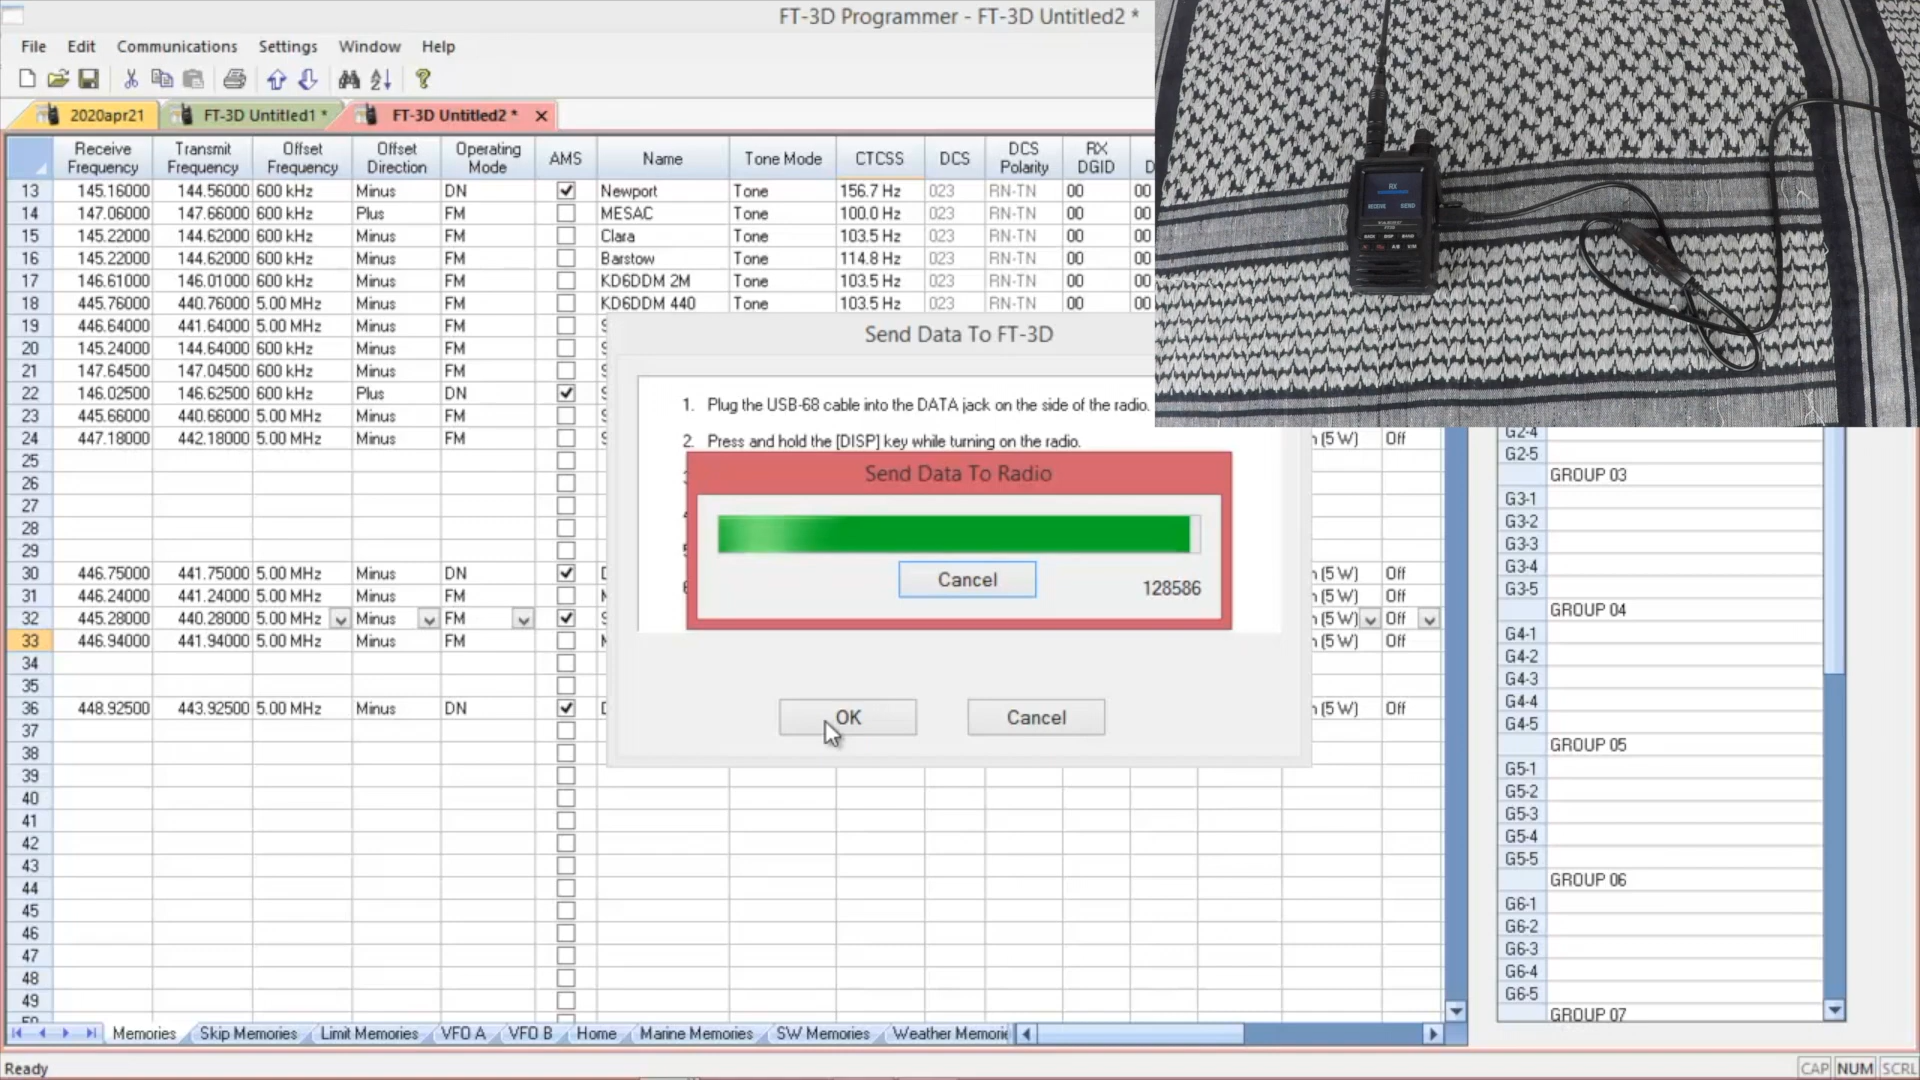 FT-3D Programmer - FT-3D Untitled2 *
File Edit Communications Settings Window Help
2020apr21 FT-3D Untitled1 * FT-3D Untitled2 *
Receive Frequency Transmit Frequency Offset Frequency Offset Direction Operating Mode AMS Name Tone Mode CTCSS DCS DCS Polarity RX DGID
13 145.16000 144.56000 600 kHz Minus DN Newport Tone 156.7 Hz 023 RN-TN 00 00
14 147.06000 147.66000 600 kHz Plus FM MESAC Tone 100.0 Hz 023 RN-TN 00 00
15 145.22000 144.62000 600 kHz Minus FM Clara Tone 103.5 Hz 023 RN-TN 00 00
16 145.22000 144.62000 600 kHz Minus FM Barstow Tone 114.8 Hz 023 RN-TN 00 00
17 146.61000 146.01000 600 kHz Minus FM KD6DDM 2M Tone 103.5 Hz 023 RN-TN 00 00
18 445.76000 440.76000 5.00 MHz Minus FM KD6DDM 440 Tone 103.5 Hz 023 RN-TN 00 00
19 446.64000 441.64000 5.00 MHz Minus FM
20 145.24000 144.64000 600 kHz Minus FM
21 147.64500 147.04500 600 kHz Minus FM
22 146.02500 146.62500 600 kHz Plus DN
23 445.66000 440.66000 5.00 MHz Minus FM
24 447.18000 442.18000 5.00 MHz Minus FM (5 W) Off
25
26
27
28
29
30 446.75000 441.75000 5.00 MHz Minus DN (5 W) Off
31 446.24000 441.24000 5.00 MHz Minus FM (5 W) Off
32 445.28000 440.28000 5.00 MHz Minus FM (5 W) Off
33 446.94000 441.94000 5.00 MHz Minus FM (5 W) Off
34
35
36 448.92500 443.92500 5.00 MHz Minus DN (5 W) Off
37
38
39
40
41
42
43
44
45
46
47
48
49
Send Data To FT-3D
1. Plug the USB-68 cable into the DATA jack on the side of the radio.
2. Press and hold the [DISP] key while turning on the radio.
Send Data To Radio
Cancel 128586
OK Cancel
RX
RECEIVE SEND
G2-4
G2-5
GROUP 03
G3-1
G3-2
G3-3
G3-4
G3-5
GROUP 04
G4-1
G4-2
G4-3
G4-4
G4-5
GROUP 05
G5-1
G5-2
G5-3
G5-4
G5-5
GROUP 06
G6-1
G6-2
G6-3
G6-4
G6-5
GROUP 07
Memories Skip Memories Limit Memories VFO A VFO B Home Marine Memories SW Memories Weather Memorie
Ready CAP NUM SCRL